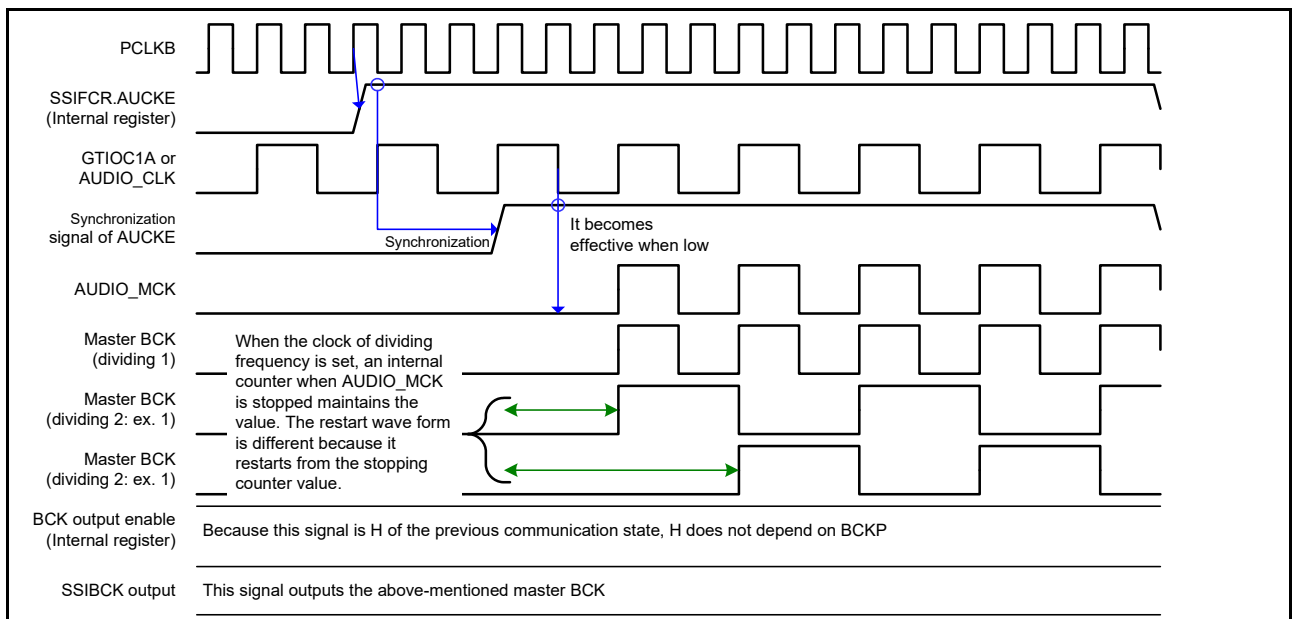 PCLKB
SSIFCR.AUCKE
(Internal register)
GTIOC1A or
AUDIO_CLK
Synchronization
signal of AUCKE
Synchronization
It becomes
effective when low
AUDIO_MCK
Master BCK
(dividing 1)
When the clock of dividing
frequency is set, an internal
counter when AUDIO_MCK
is stopped maintains the
value. The restart wave form
is different because it
restarts from the stopping
counter value.
Master BCK
(dividing 2: ex. 1)
Master BCK
(dividing 2: ex. 1)
BCK output enable
(Internal register)
Because this signal is H of the previous communication state, H does not depend on BCKP
SSIBCK output
This signal outputs the above-mentioned master BCK